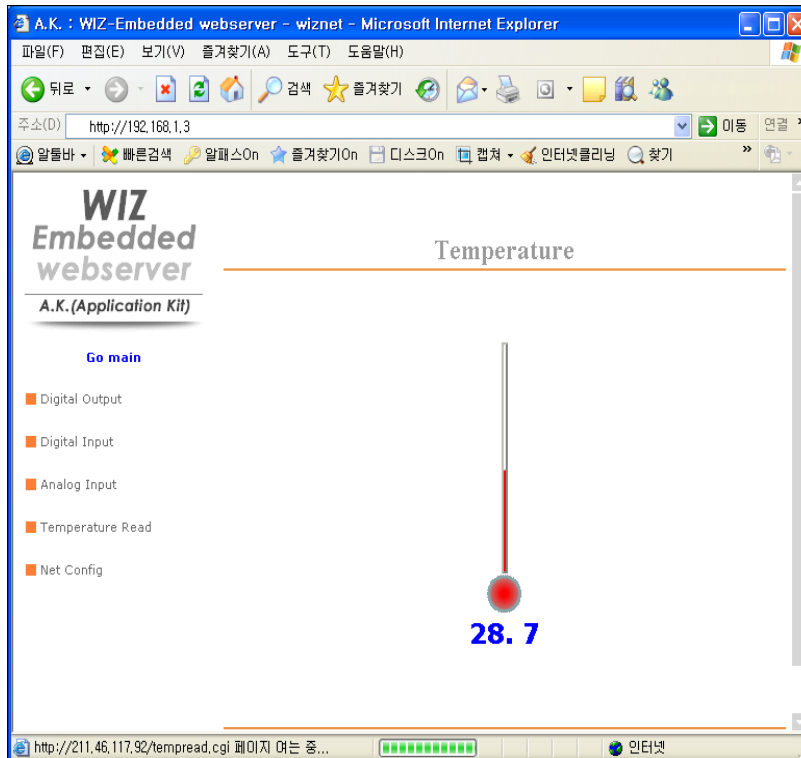 A.K. : WIZ-Embedded webserver - wiznet - Microsoft Internet Explorer
파일(F) 편집(E) 보기(V) 즐겨찾기(A) 도구(T) 도움말(H)
뒤로 검색 즐겨찾기
주소(D) http://192,168,1,3 이동 연결 »
알툴바 빠른검색 알패스On 즐겨찾기On 디스크On 캡쳐 인터넷클리닝 찾기 »
WIZ
Embedded
webserver
A.K.(Application Kit)
Temperature
Go main
Digital Output
Digital Input
Analog Input
Temperature Read
Net Config
28. 7
http://211,46,117,92/tempread,cgi 페이지 여는 중... 인터넷